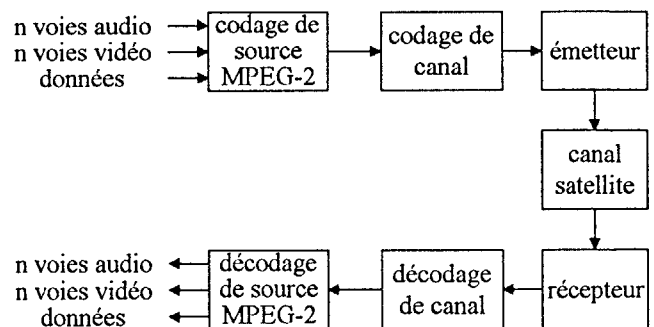 n voies audio
n voies vidéo
données
codage de
source
MPEG-2
codage de
canal
émetteur
canal
satellite
n voies audio
n voies vidéo
données
décodage
de source
MPEG-2
décodage
de canal
récepteur